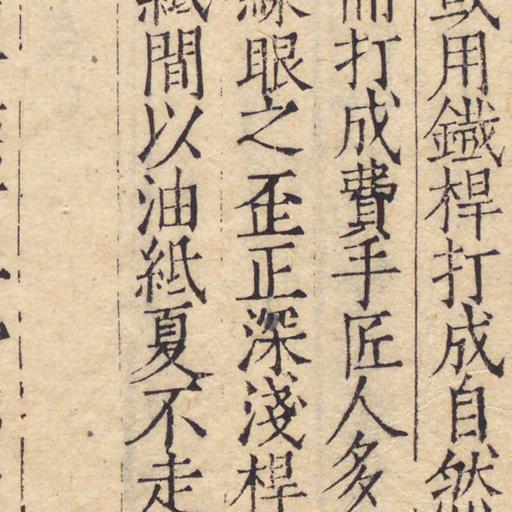 或用鐵桿打成自然
而打成費手匠人多
線眼之歪正深淺桿
紙間以油紙夏不走